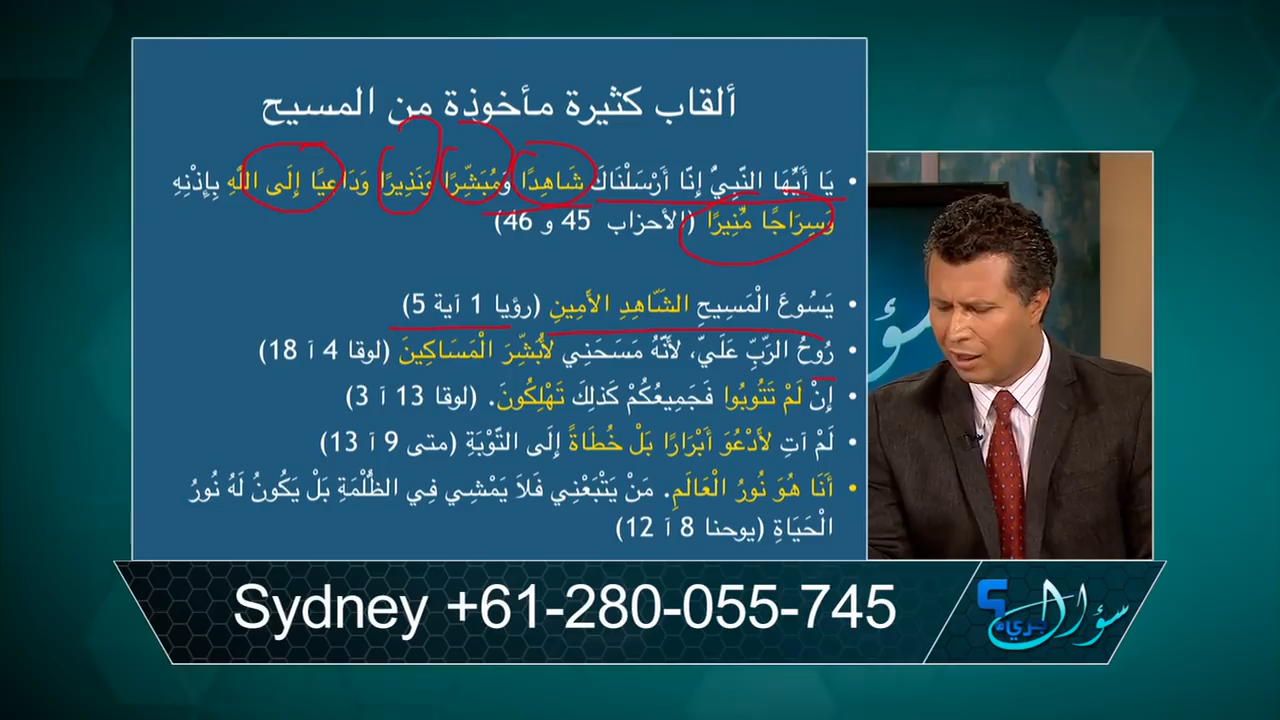 ألقاب كثيرة مأخوذة من المسيح
• يَا أَيُّهَا النَّبِيُّ إِنَّا أَرْسَلْنَاكَ شَاهِدًا وَمُبَشِّرًا وَنَذِيرًا وَدَاعِيًا إِلَى اللَّهِ بِإِذْنِهِ
وَسِرَاجًا مُّنِيرًا (الأحزاب 45 و 46)
• يَسُوعَ الْمَسِيحِ الشَّاهِدِ الأَمِينِ (رؤيا 1 آية 5)
• رُوحُ الرَّبِّ عَلَيَّ، لأَنَّهُ مَسَحَنِي لأُبَشِّرَ الْمَسَاكِينَ (لوقا 4 آ 18)
• إِنْ لَمْ تَتُوبُوا فَجَمِيعُكُمْ كَذلِكَ تَهْلِكُونَ. (لوقا 13 آ 3)
• لَمْ آتِ لأَدْعُوَ أَبْرَارًا بَلْ خُطَاةً إِلَى التَّوْبَةِ (متى 9 آ 13)
• أَنَا هُوَ نُورُ الْعَالَمِ. مَنْ يَتْبَعْنِي فَلاَ يَمْشِي فِي الظُّلْمَةِ بَلْ يَكُونُ لَهُ نُورُ
الْحَيَاةِ (يوحنا 8 آ 12)
Sydney +61-280-055-745
سؤال جريء